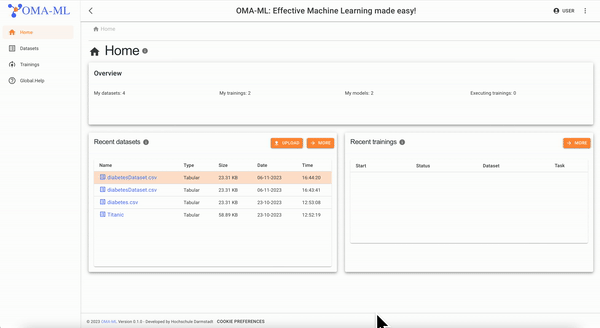 OMA-ML
OMA-ML: Effective Machine Learning made easy!
USER
Home
Datasets
Trainings
Global Help
Home
Home
Overview
My datasets: 4 My trainings: 2 My models: 2 Executing trainings: 0
Recent datasets UPLOAD MORE
Name Type Size Date Time
diabetesDataset.csv Tabular 23.31 KB 06-11-2023 16:44:20
diabetesDataset.csv Tabular 23.31 KB 06-11-2023 16:43:41
diabetes.csv Tabular 23.31 KB 23-10-2023 12:53:08
Titanic Tabular 58.89 KB 23-10-2023 12:52:19
Recent trainings MORE
Start Status Dataset Task
© 2023 OMA-ML Version 0.1.0 - Developed by Hochschule Darmstadt COOKIE PREFERENCES